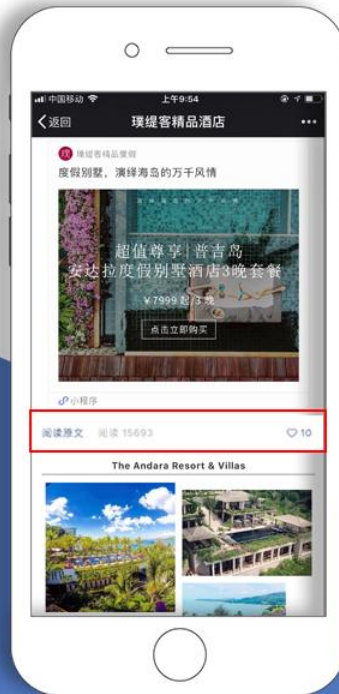 中国移动 上午9:54
返回 璞缇客精品酒店
璞 璞缇客精品度假
度假别墅，演绎海岛的万千风情
超值尊享|普吉岛
安达拉度假别墅酒店3晚套餐
￥7999 起/3 晚
点击立即购买
小程序
阅读原文 阅读 15693 10
The Andara Resort & Villas